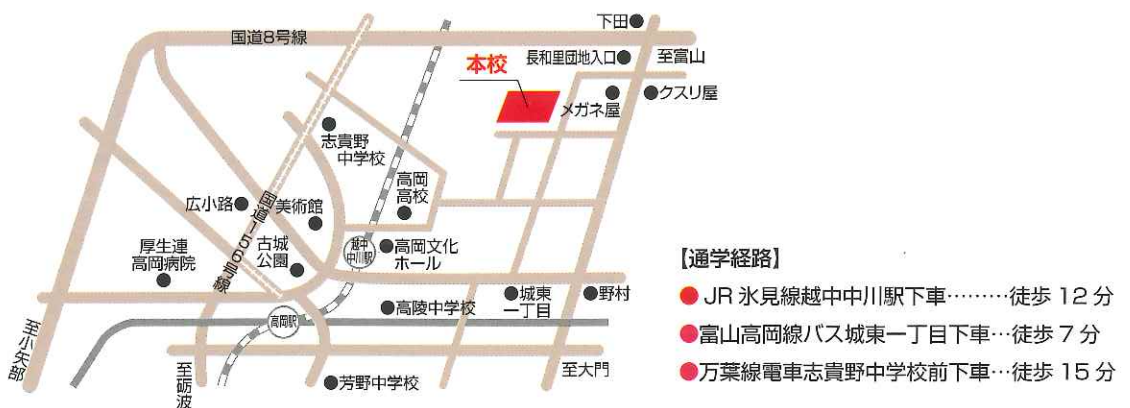 下田
国道8号線
長和里団地入口
至富山
本校
メガネ屋
クスリ屋
志貴野
中学校
高岡
高校
広小路
国道156号線
美術館
越中
中川駅
高岡文化
ホール
厚生連
高岡病院
古城
公園
高陵中学校
城東
一丁目
野村
高岡駅
至小矢部
至砺波
芳野中学校
至大門
【通学経路】
JR 氷見線越中中川駅下車………徒歩 12 分
富山高岡線バス城東一丁目下車…徒歩 7 分
万葉線電車志貴野中学校前下車…徒歩 15 分